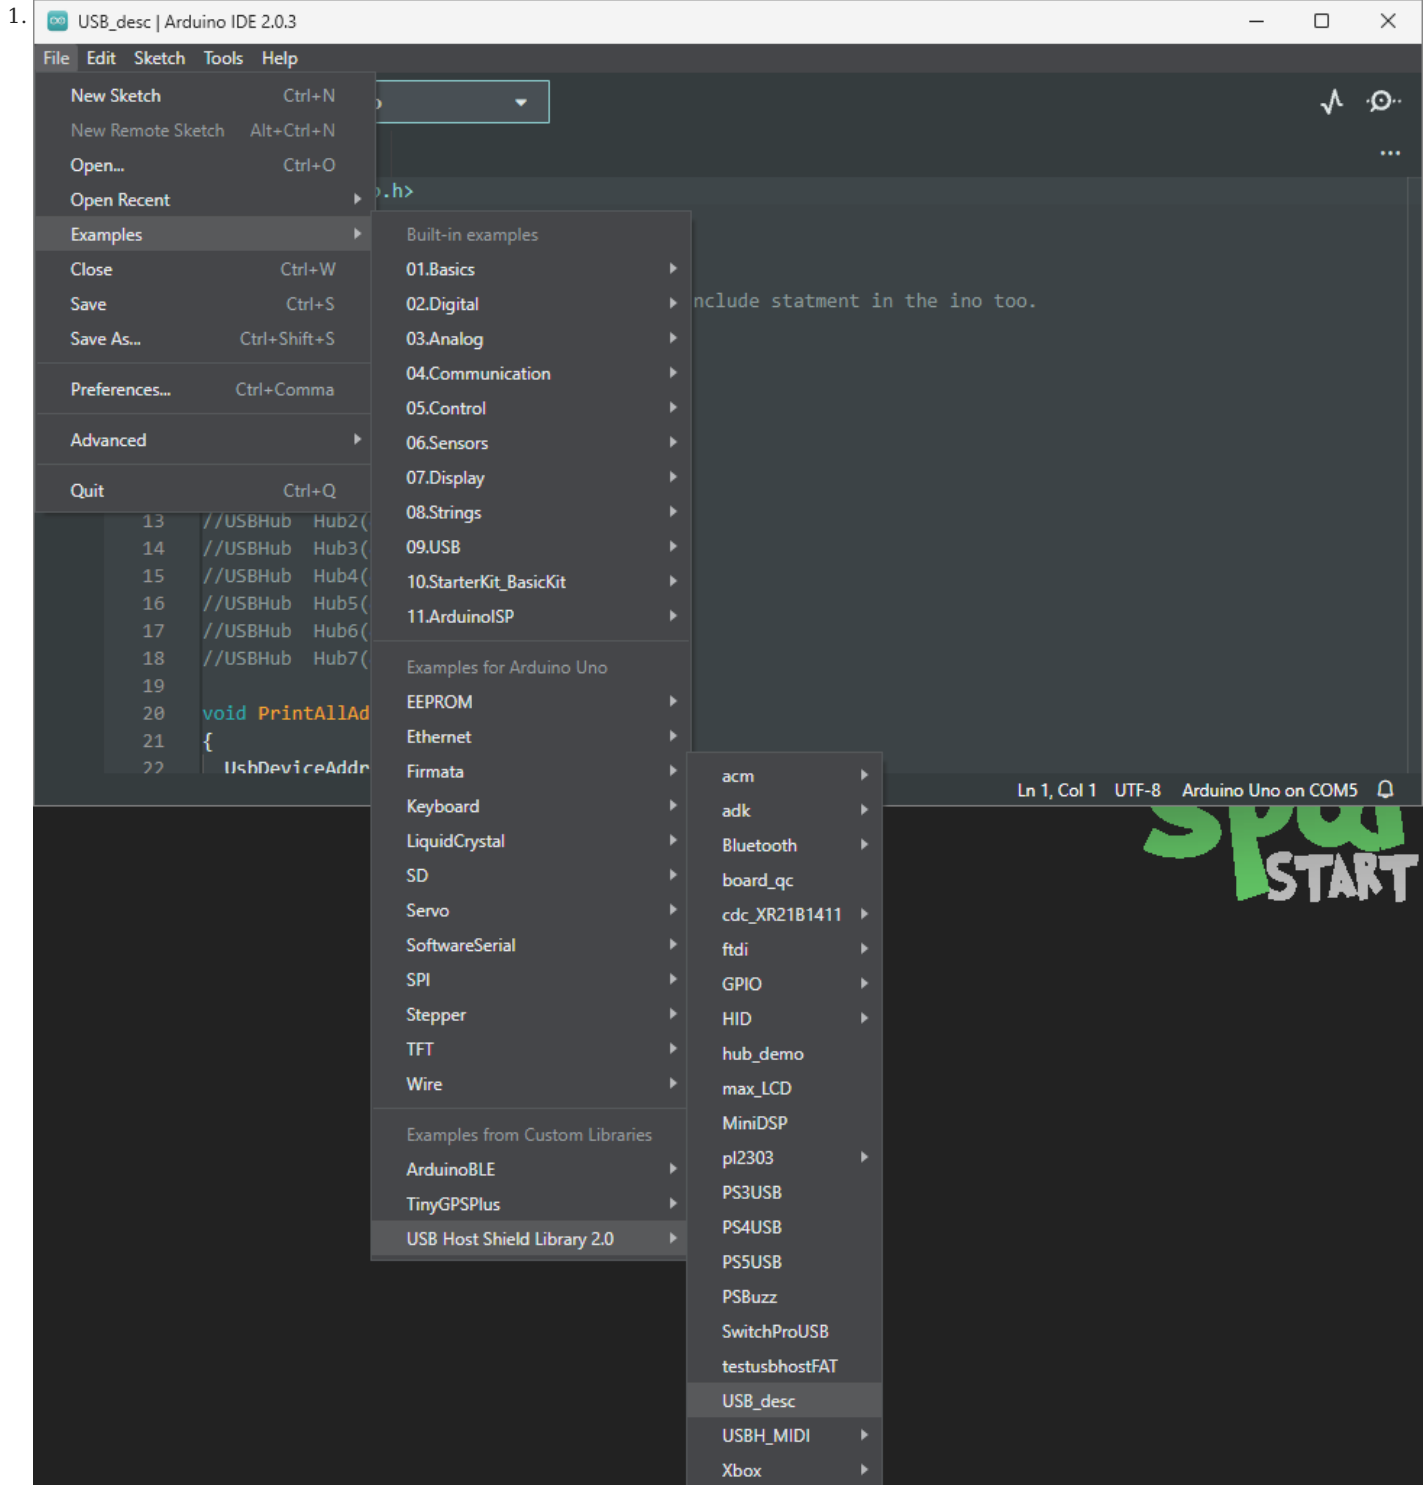 1.
USB_desc | Arduino IDE 2.0.3
File Edit Sketch Tools Help
New Sketch Ctrl+N
New Remote Sketch Alt+Ctrl+N
Open... Ctrl+O
Open Recent
Examples
Close Ctrl+W
Save Ctrl+S
Save As... Ctrl+Shift+S
Preferences... Ctrl+Comma
Advanced
Quit Ctrl+Q
.h>
nclude statment in the ino too.
13 //USBHub Hub2(
14 //USBHub Hub3(
15 //USBHub Hub4(
16 //USBHub Hub5(
17 //USBHub Hub6(
18 //USBHub Hub7(
19
20 void PrintAllAd
21 {
22 UsbDeviceAddr
Built-in examples
01.Basics
02.Digital
03.Analog
04.Communication
05.Control
06.Sensors
07.Display
08.Strings
09.USB
10.StarterKit_BasicKit
11.ArduinoISP
Examples for Arduino Uno
EEPROM
Ethernet
Firmata
Keyboard
LiquidCrystal
SD
Servo
SoftwareSerial
SPI
Stepper
TFT
Wire
Examples from Custom Libraries
ArduinoBLE
TinyGPSPlus
USB Host Shield Library 2.0
acm
adk
Bluetooth
board_qc
cdc_XR21B1411
ftdi
GPIO
HID
hub_demo
max_LCD
MiniDSP
pl2303
PS3USB
PS4USB
PS5USB
PSBuzz
SwitchProUSB
testusbhostFAT
USB_desc
USBH_MIDI
Xbox
Ln 1, Col 1 UTF-8 Arduino Uno on COM5
START